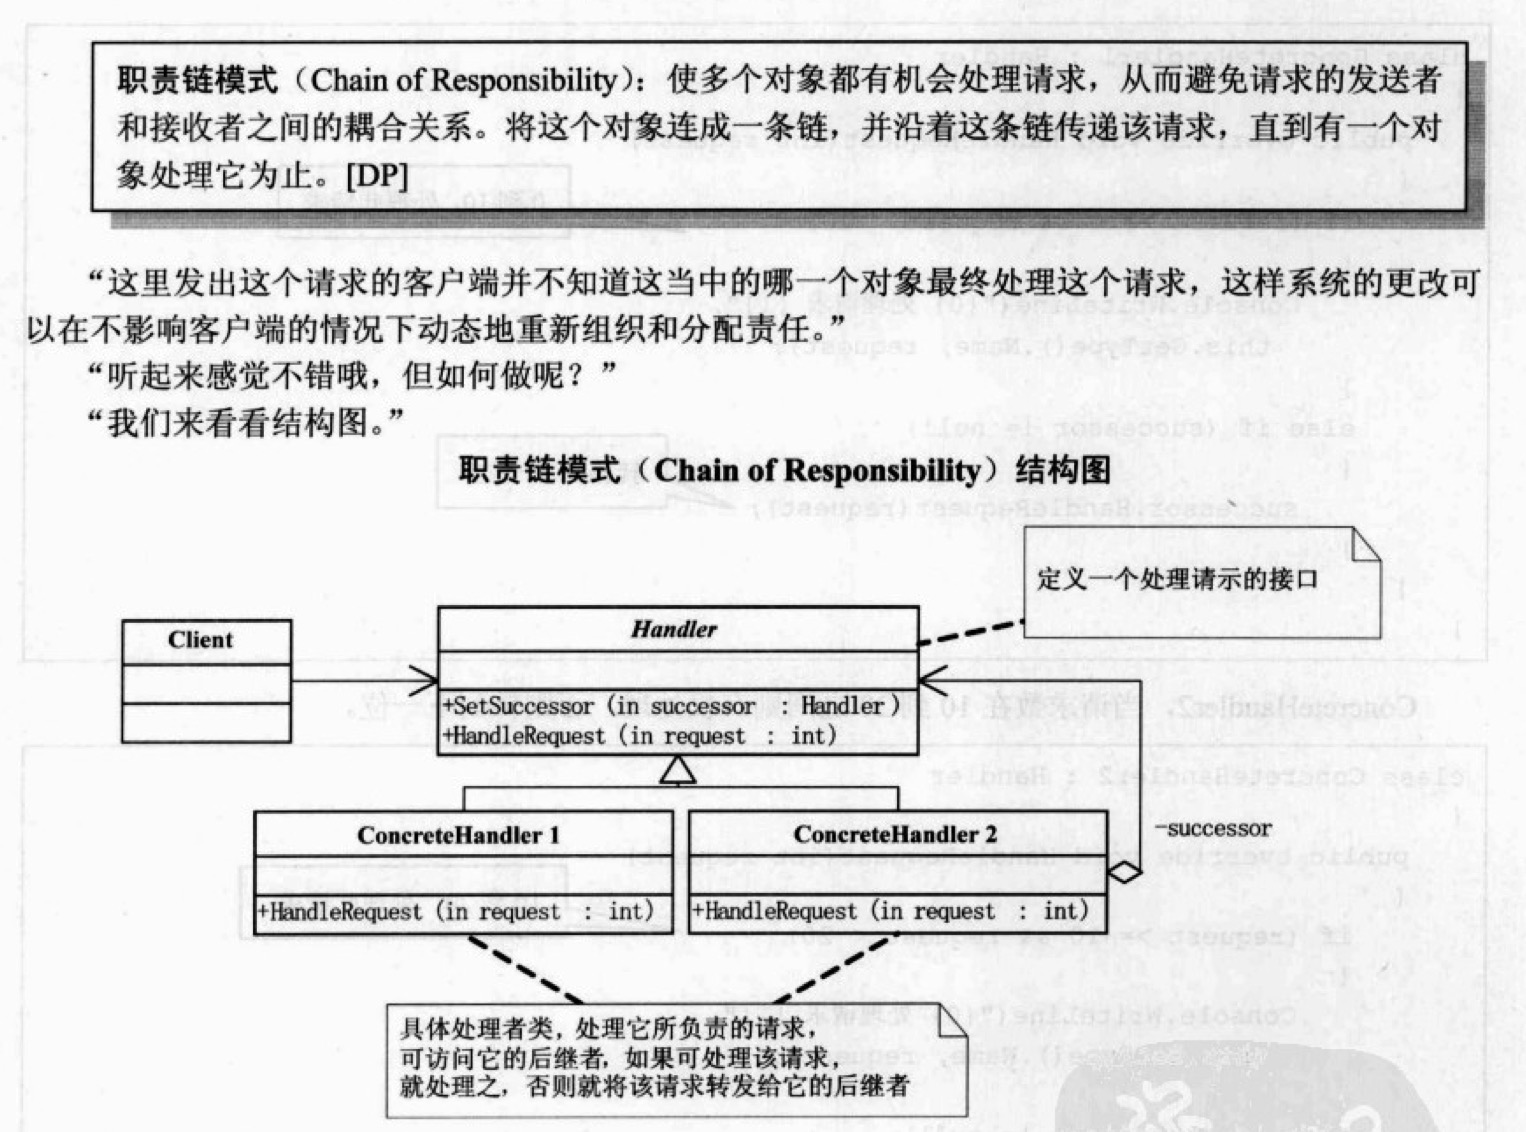 职责链模式（Chain of Responsibility）：使多个对象都有机会处理请求，从而避免请求的发送者
和接收者之间的耦合关系。将这个对象连成一条链，并沿着这条链传递该请求，直到有一个对
象处理它为止。[DP]
“这里发出这个请求的客户端并不知道这当中的哪一个对象最终处理这个请求，这样系统的更改可
以在不影响客户端的情况下动态地重新组织和分配责任。”
“听起来感觉不错哦，但如何做呢？”
“我们来看看结构图。”
职责链模式（Chain of Responsibility）结构图
定义一个处理请示的接口
Client
Handler
+SetSuccessor (in successor : Handler)
+HandleRequest (in request : int)
ConcreteHandler 1
+HandleRequest (in request : int)
ConcreteHandler 2
+HandleRequest (in request : int)
-successor
具体处理者类，处理它所负责的请求，
可访问它的后继者，如果可处理该请求，
就处理之，否则就将该请求转发给它的后继者